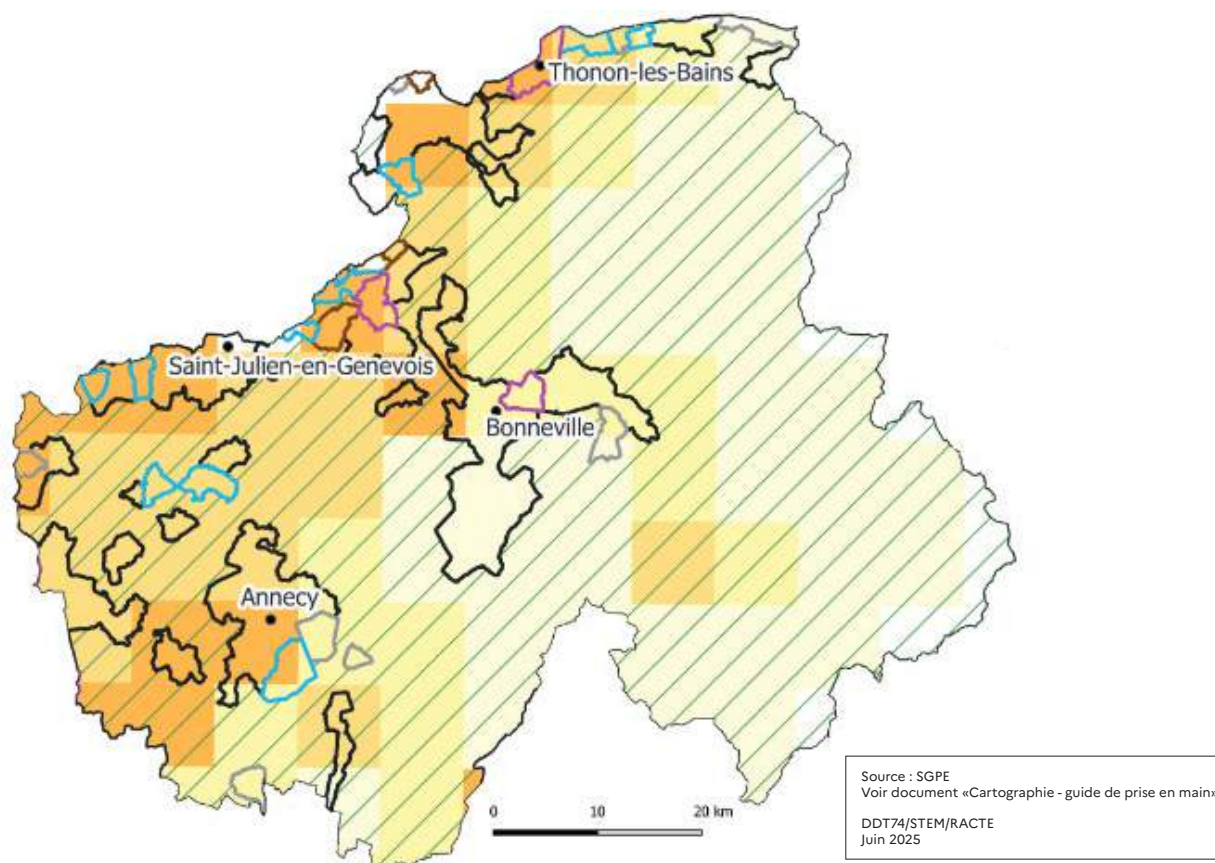 Thonon-les-Bains
Saint-Julien-en-Genevois
Bonneville
Annecy
0 10 20 km
Source : SGPE
Voir document «Cartographie - guide de prise en main»
DDT74/STEM/RACTE
Juin 2025